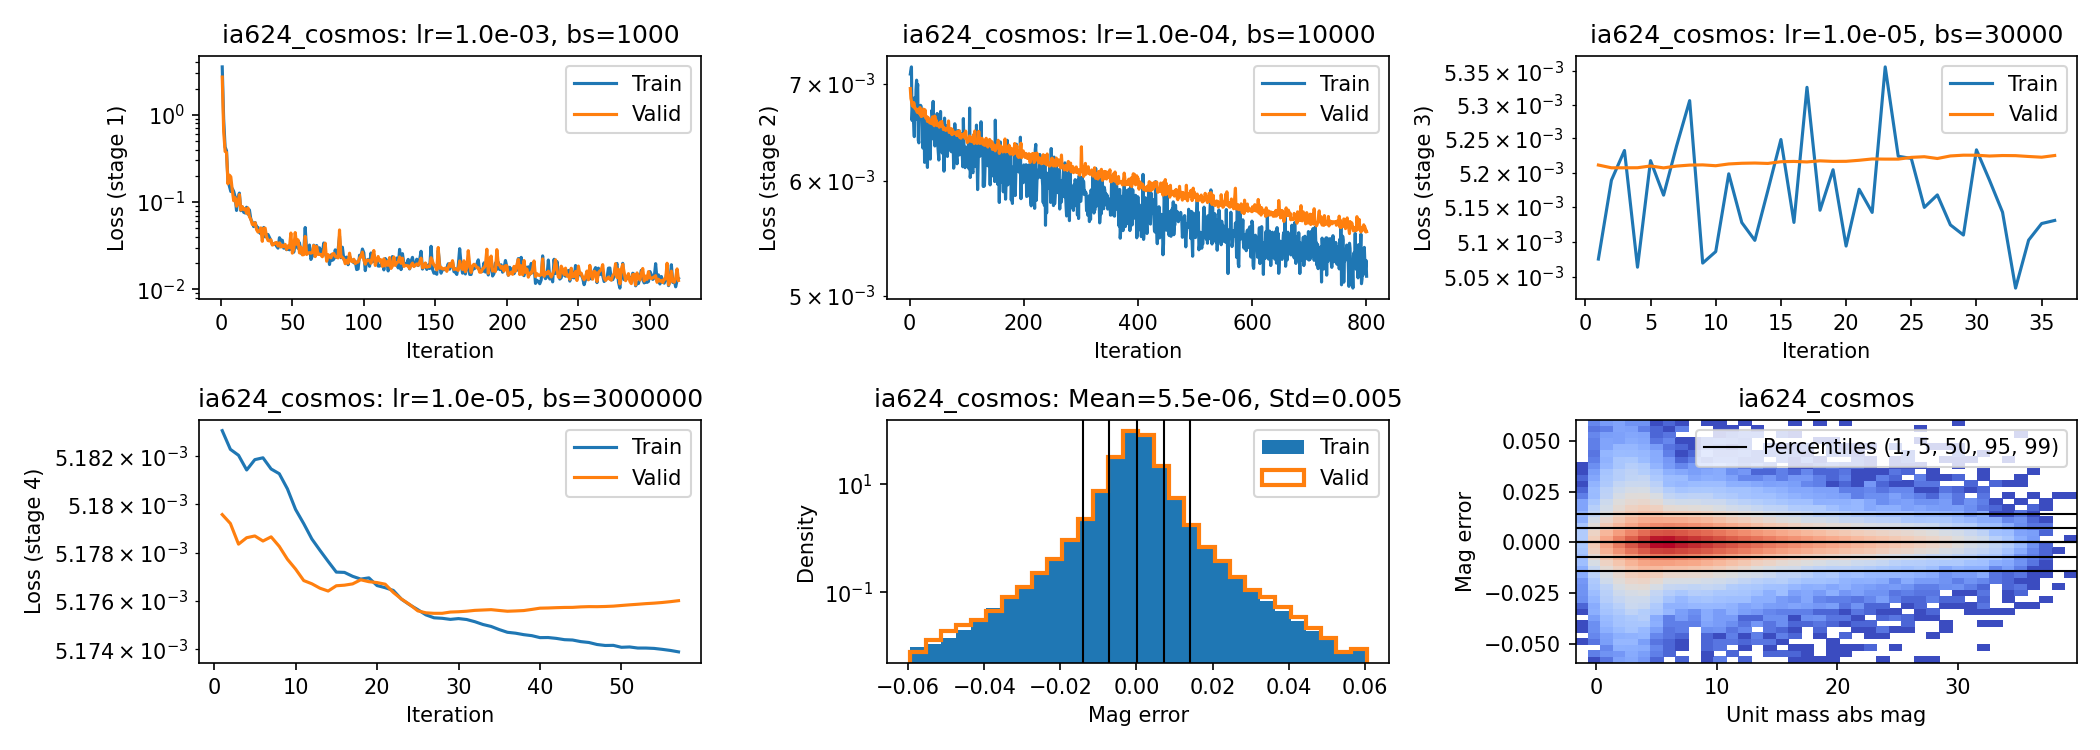 ia624_cosmos: lr=1.0e-03, bs=1000
Loss (stage 1)
10⁰
10⁻¹
10⁻²
Train
Valid
0 50 100 150 200 250 300
Iteration
ia624_cosmos: lr=1.0e-04, bs=10000
Loss (stage 2)
7 × 10⁻³
6 × 10⁻³
5 × 10⁻³
Train
Valid
0 200 400 600 800
Iteration
ia624_cosmos: lr=1.0e-05, bs=30000
Loss (stage 3)
5.35 × 10⁻³
5.3 × 10⁻³
5.25 × 10⁻³
5.2 × 10⁻³
5.15 × 10⁻³
5.1 × 10⁻³
5.05 × 10⁻³
Train
Valid
0 5 10 15 20 25 30 35
Iteration
ia624_cosmos: lr=1.0e-05, bs=3000000
Loss (stage 4)
5.182 × 10⁻³
5.18 × 10⁻³
5.178 × 10⁻³
5.176 × 10⁻³
5.174 × 10⁻³
Train
Valid
0 10 20 30 40 50
Iteration
ia624_cosmos: Mean=5.5e-06, Std=0.005
Density
10¹
10⁻¹
Train
Valid
−0.06 −0.04 −0.02 0.00 0.02 0.04 0.06
Mag error
ia624_cosmos
Mag error
0.050
0.025
0.000
−0.025
−0.050
Percentiles (1, 5, 50, 95, 99)
0 10 20 30
Unit mass abs mag